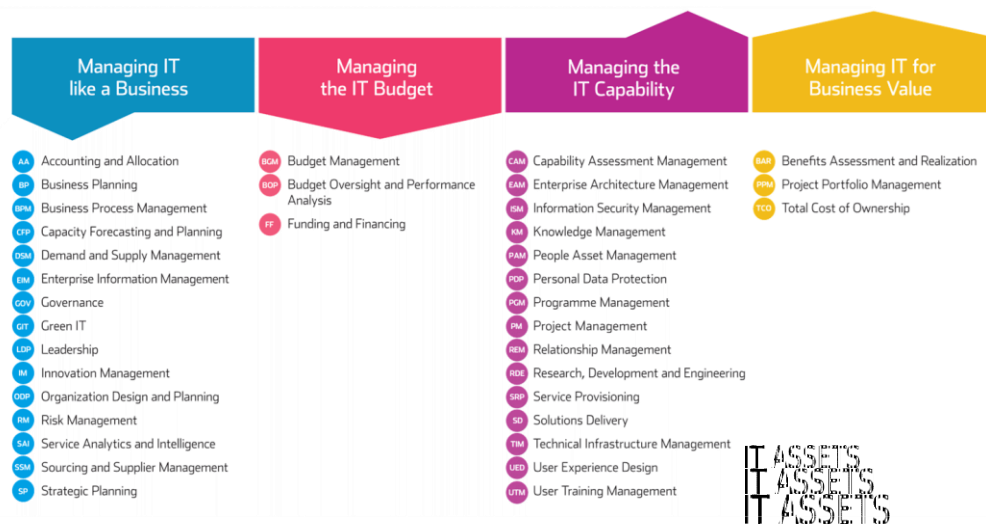 Managing IT
like a Business
AA Accounting and Allocation
BP Business Planning
BPM Business Process Management
CFP Capacity Forecasting and Planning
DSM Demand and Supply Management
EIM Enterprise Information Management
GOV Governance
GIT Green IT
LDP Leadership
IM Innovation Management
ODP Organization Design and Planning
RM Risk Management
SAI Service Analytics and Intelligence
SSM Sourcing and Supplier Management
SP Strategic Planning
Managing
the IT Budget
BGM Budget Management
BOP Budget Oversight and Performance
Analysis
FF Funding and Financing
Managing the
IT Capability
CAM Capability Assessment Management
EAM Enterprise Architecture Management
ISM Information Security Management
KM Knowledge Management
PAM People Asset Management
PDP Personal Data Protection
PGM Programme Management
PM Project Management
REM Relationship Management
RDE Research, Development and Engineering
SRP Service Provisioning
SD Solutions Delivery
TIM Technical Infrastructure Management
UED User Experience Design
UTM User Training Management
Managing IT for
Business Value
BAR Benefits Assessment and Realization
PPM Project Portfolio Management
TCO Total Cost of Ownership
IT ASSETS
IT ASSETS
IT ASSETS